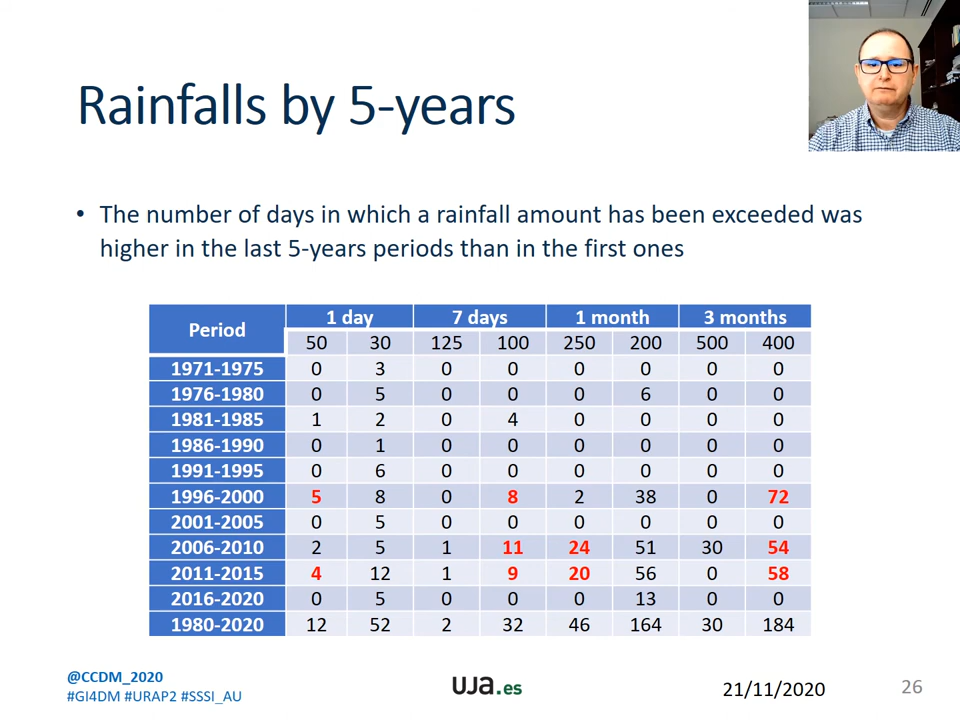 Rainfalls by 5-years
• The number of days in which a rainfall amount has been exceeded was
higher in the last 5-years periods than in the first ones
Period 1 day 7 days 1 month 3 months
50 30 125 100 250 200 500 400
1971-1975 0 3 0 0 0 0 0 0
1976-1980 0 5 0 0 0 6 0 0
1981-1985 1 2 0 4 0 0 0 0
1986-1990 0 1 0 0 0 0 0 0
1991-1995 0 6 0 0 0 0 0 0
1996-2000 5 8 0 8 2 38 0 72
2001-2005 0 5 0 0 0 0 0 0
2006-2010 2 5 1 11 24 51 30 54
2011-2015 4 12 1 9 20 56 0 58
2016-2020 0 5 0 0 0 13 0 0
1980-2020 12 52 2 32 46 164 30 184
@CCDM_2020
#GI4DM #URAP2 #SSSI_AU
UJa.es
21/11/2020
26